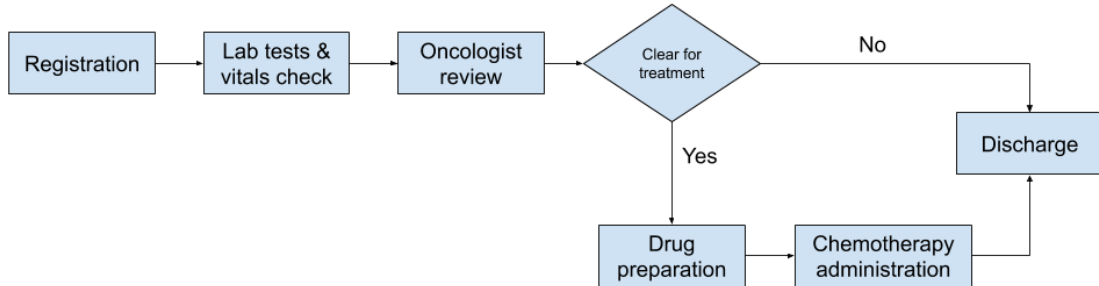 Registration
Lab tests &
vitals check
Oncologist
review
Clear for
treatment
No
Yes
Discharge
Drug
preparation
Chemotherapy
administration